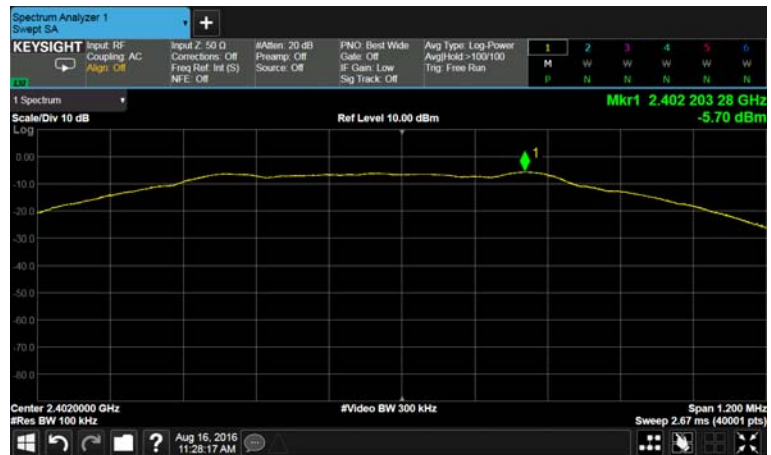 Spectrum Analyzer 1
Swept SA
+
KEYSIGHT
Input: RF
Coupling: AC
Align: Off
Input Z: 50 Ω
Corrections: Off
Freq Ref: Int (S)
NFE: Off
#Atten: 20 dB
Preamp: Off
Source: Off
PNO: Best Wide
Gate: Off
IF Gain: Low
Sig Track: Off
Avg Type: Log-Power
Avg|Hold:>100/100
Trig: Free Run
1 2 3 4 5 6
M W W W W W
P N N N N N
1 Spectrum
Mkr1 2.402 203 28 GHz
Scale/Div 10 dB
Ref Level 10.00 dBm
-5.70 dBm
Log
1
0.00
-10.0
-20.0
-30.0
-40.0
-50.0
-60.0
-70.0
-80.0
Center 2.4020000 GHz
#Video BW 300 kHz
Span 1.200 MHz
#Res BW 100 kHz
Sweep 2.67 ms (40001 pts)
?
Aug 16, 2016
11:28:17 AM